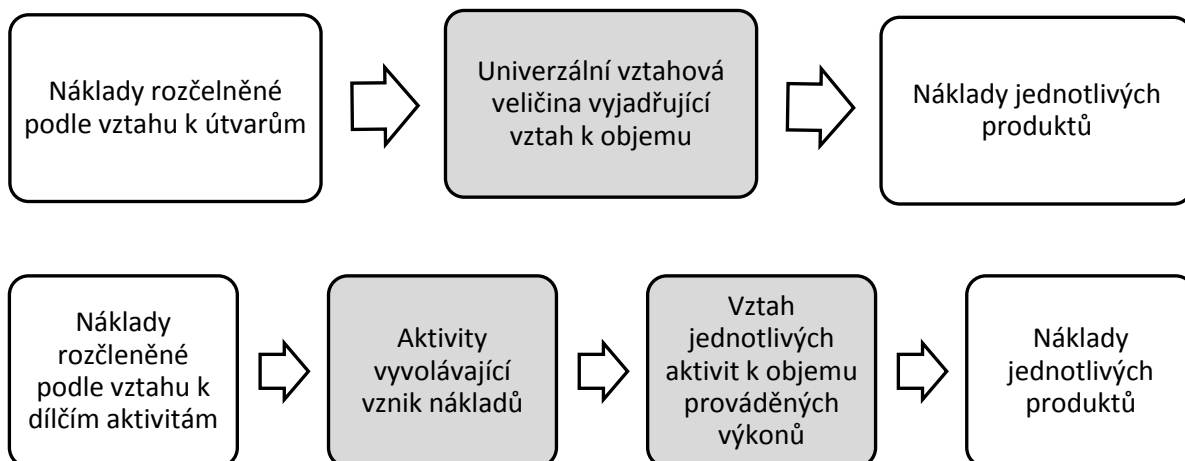 Náklady rozčelněné
podle vztahu k útvarům
Univerzální vztahová
veličina vyjadřující
vztah k objemu
Náklady jednotlivých
produktů
Náklady
rozčleněné
podle vztahu k
dílčím aktivitám
Aktivity
vyvolávající
vznik nákladů
Vztah
jednotlivých
aktivit k objemu
prováděných
výkonů
Náklady
jednotlivých
produktů